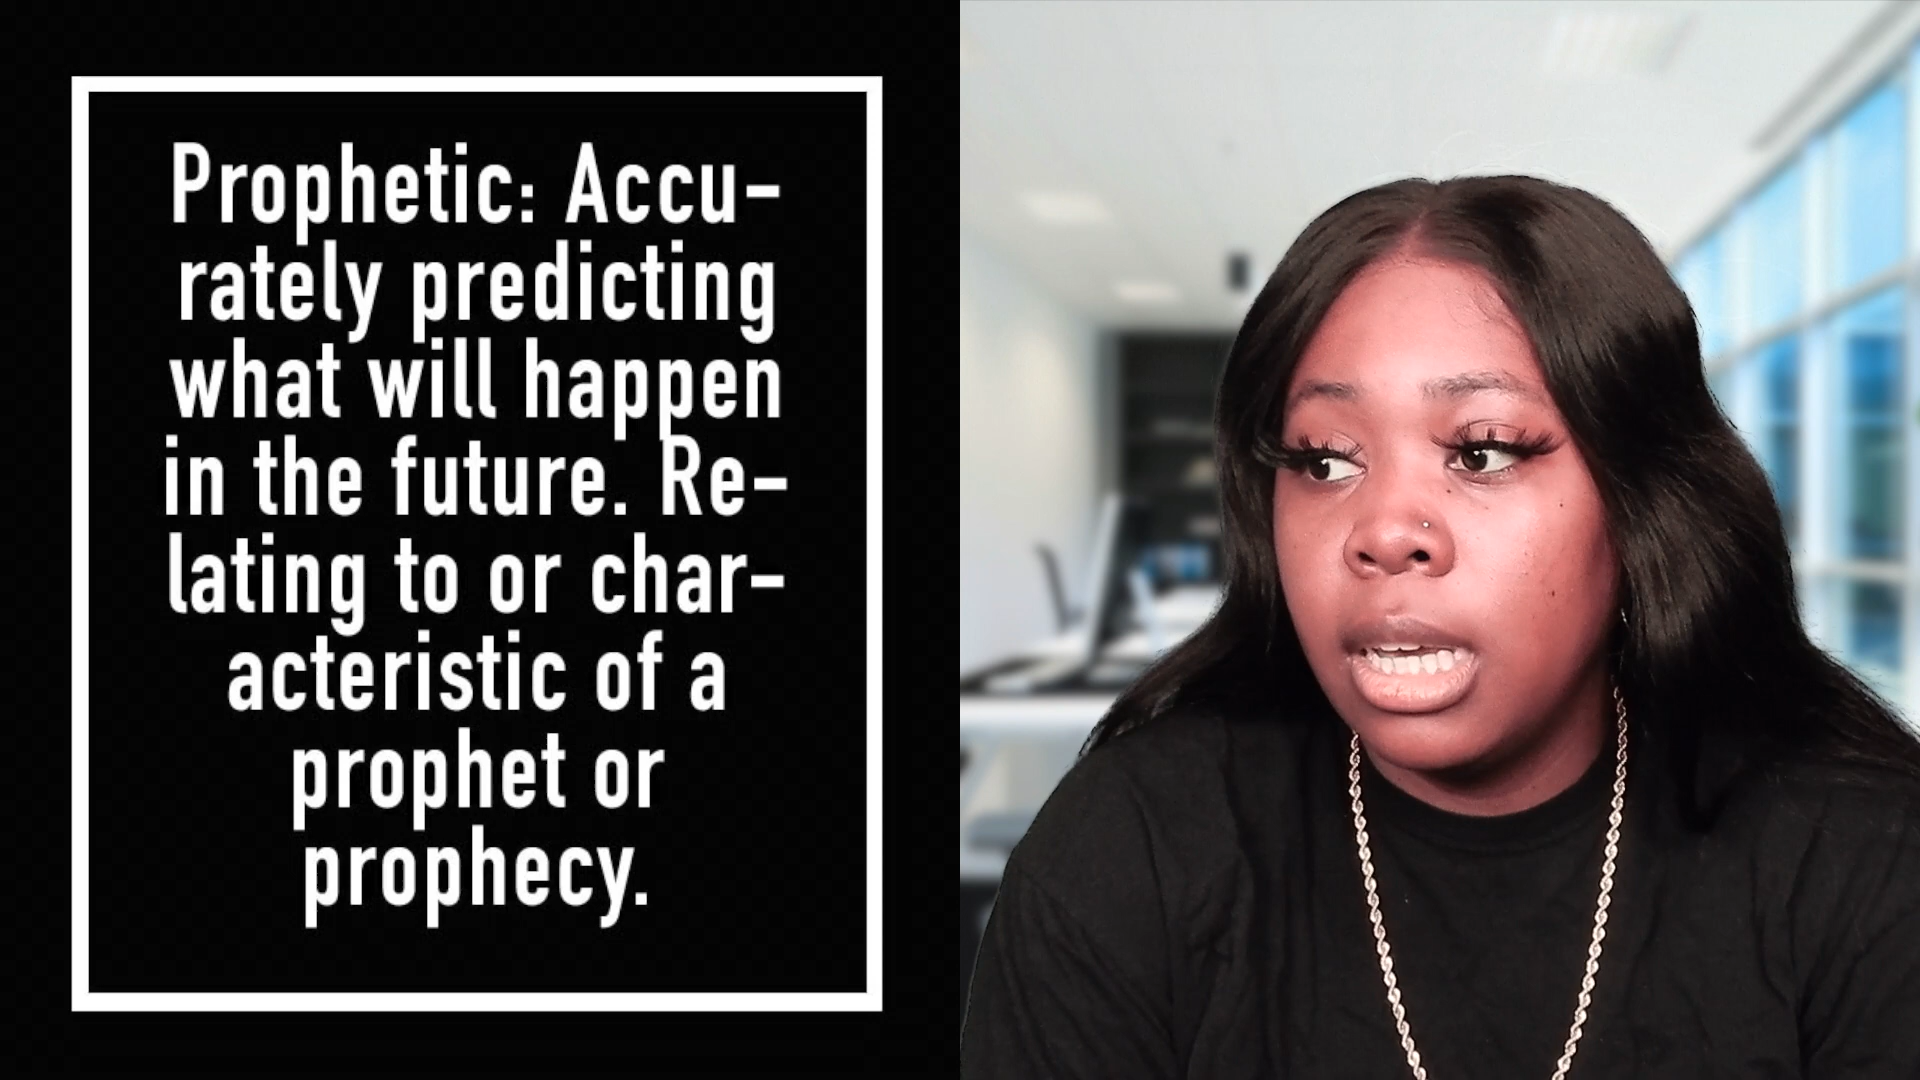 Prophetic: Accu-
rately predicting
what will happen
in the future. Re-
lating to or char-
acteristic of a
prophet or
prophecy.